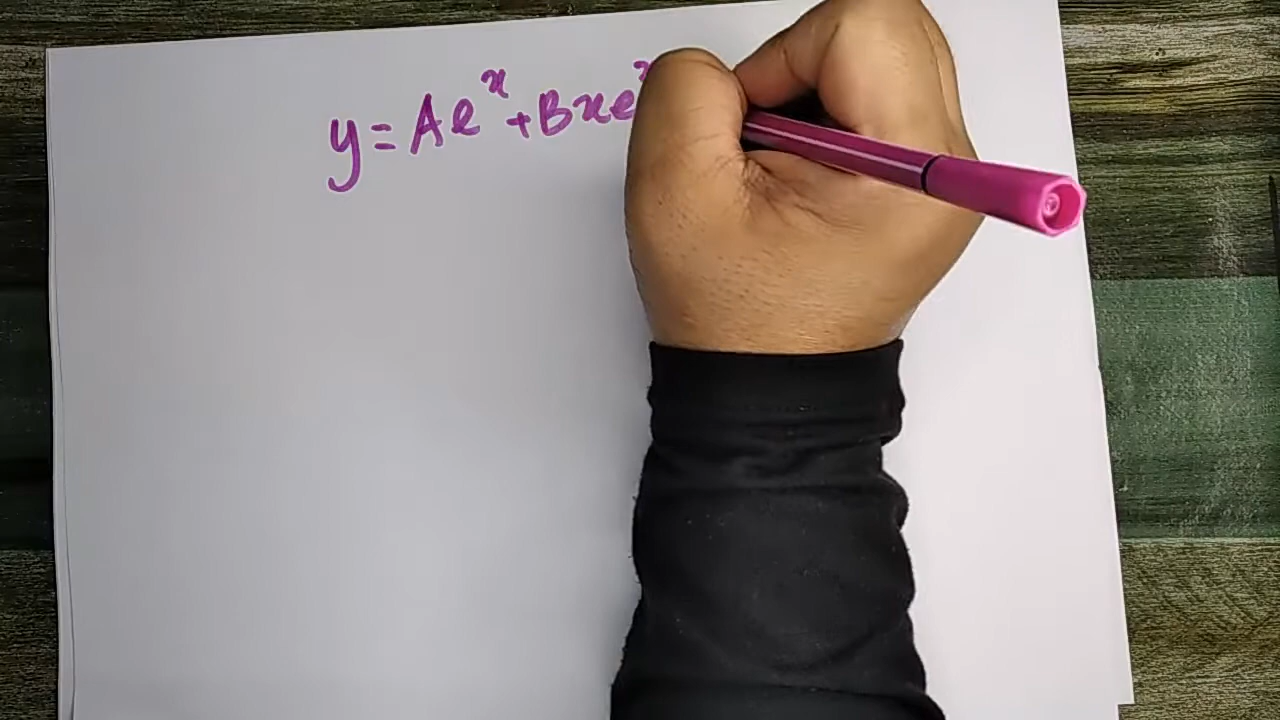 y = Ae^x + Bxe^x